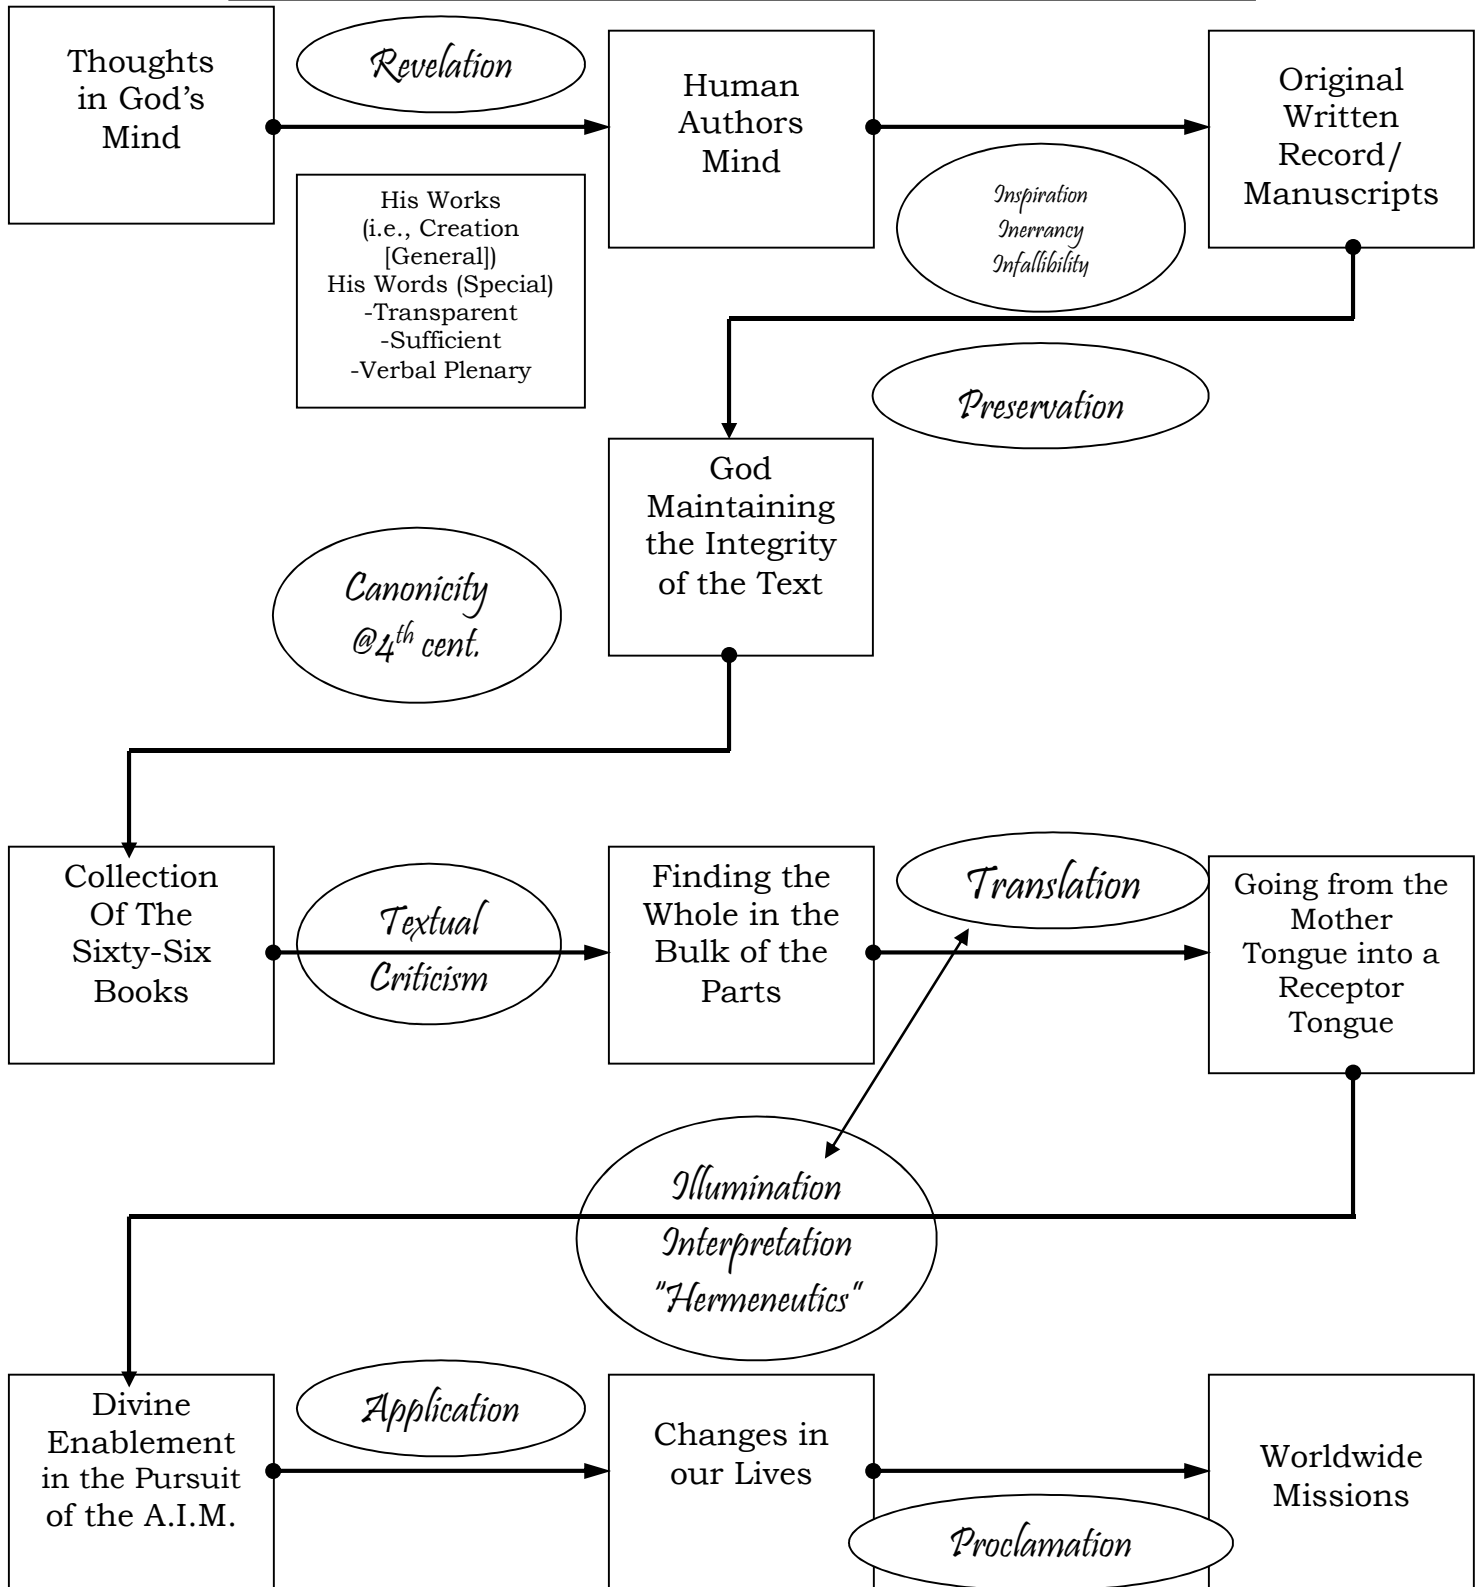 Thoughts
in God's
Mind
Revelation
Human
Authors
Mind
Original
Written
Record/
Manuscripts
His Works
(i.e., Creation
[General])
His Words (Special)
-Transparent
-Sufficient
-Verbal Plenary
Inspiration
Inerrancy
Infallibility
Preservation
God
Maintaining
the Integrity
of the Text
Canonicity
@4th cent.
Collection
Of The
Sixty-Six
Books
Textual
Criticism
Finding the
Whole in the
Bulk of the
Parts
Translation
Going from the
Mother
Tongue into a
Receptor
Tongue
Illumination
Interpretation
"Hermeneutics"
Divine
Enablement
in the Pursuit
of the A.I.M.
Application
Changes in
our Lives
Proclamation
Worldwide
Missions